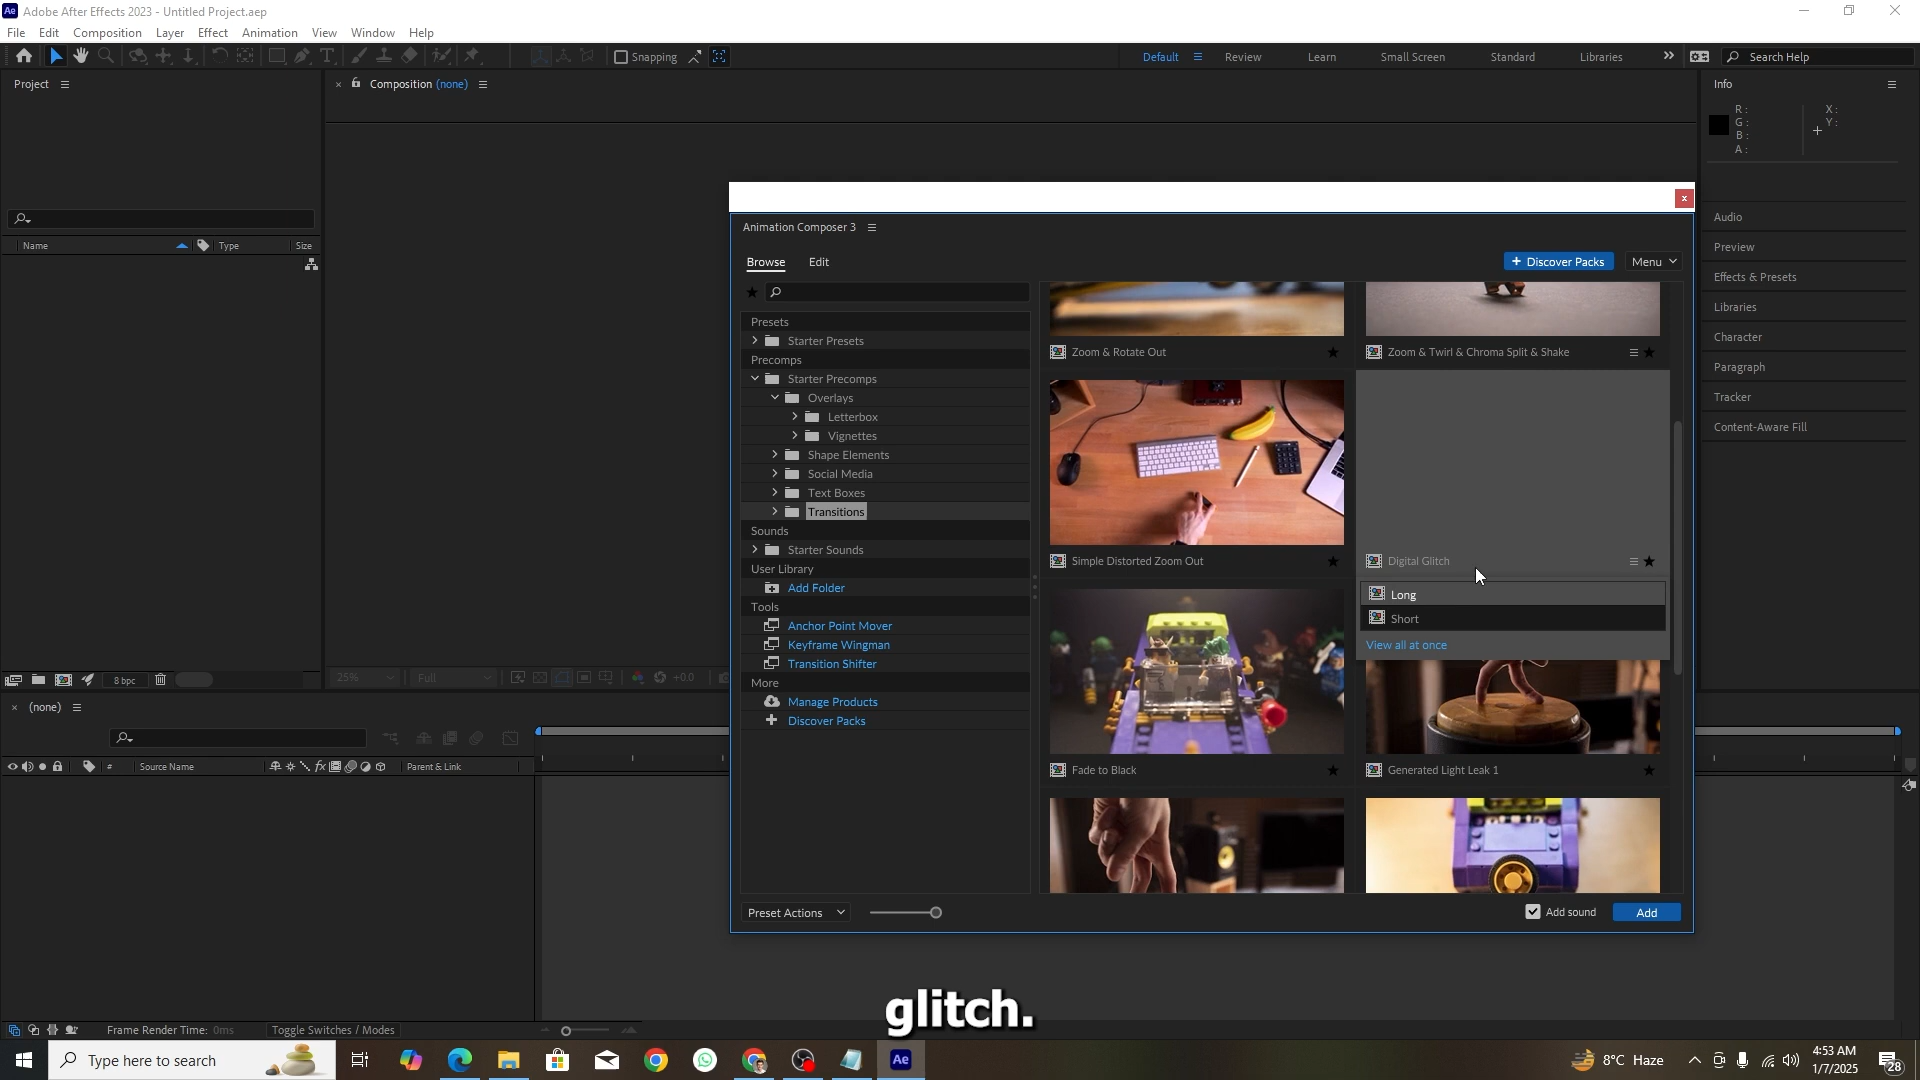 Adobe After Effects 2023 - Untitled Project.aep
File Edit Composition Layer Effect Animation View Window Help
Snapping
Default Review Learn Small Screen Standard Libraries Search Help
Project
Composition (none)
Info
R :
G :
B :
A :
X :
Y :
Name Type Size
Audio
Preview
Effects & Presets
Libraries
Character
Paragraph
Tracker
Content-Aware Fill
Animation Composer 3
Browse Edit
Discover Packs
Menu
Presets
Starter Presets
Precomps
Starter Precomps
Overlays
Letterbox
Vignettes
Shape Elements
Social Media
Text Boxes
Transitions
Sounds
Starter Sounds
User Library
Add Folder
Tools
Anchor Point Mover
Keyframe Wingman
Transition Shifter
More
Manage Products
Discover Packs
Zoom & Rotate Out
Zoom & Twirl & Chroma Split & Shake
Simple Distorted Zoom Out
Digital Glitch
Long
Short
View all at once
Fade to Black
Generated Light Leak 1
Preset Actions
Add sound
Add
8 bpc
25% Full +0.0
(none)
# Source Name fx Parent & Link
Frame Render Time: 0ms Toggle Switches / Modes
glitch.
Type here to search
Ae
8°C Haze
4:53 AM
1/7/2025
28